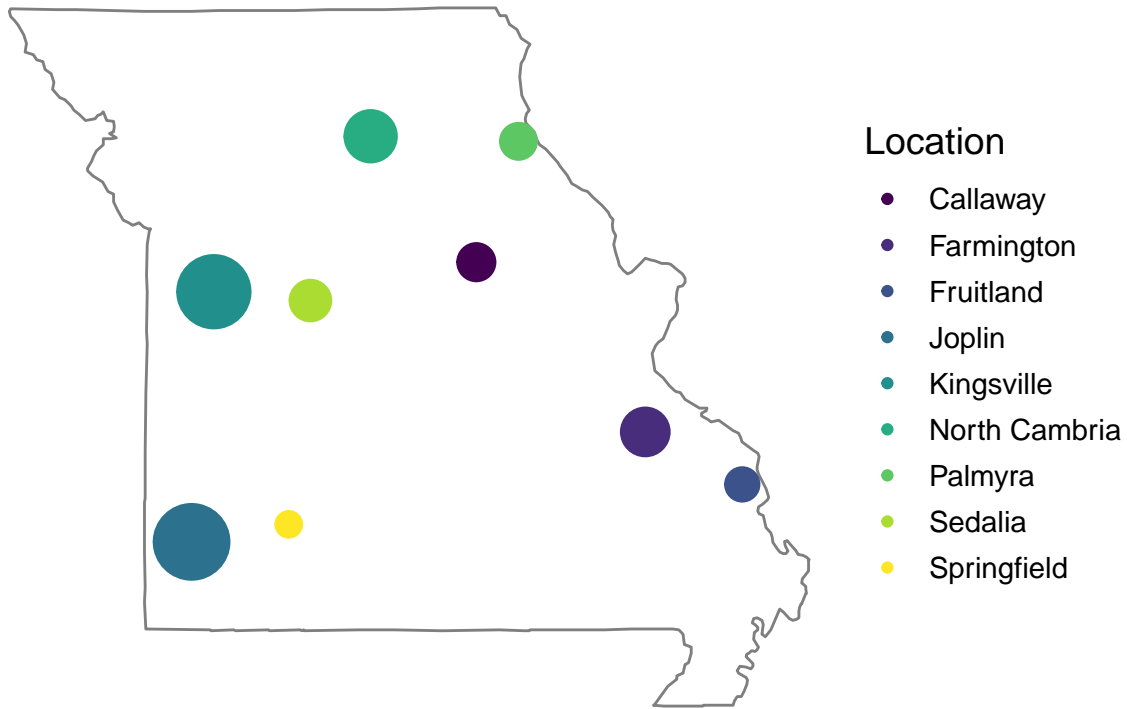 Location
Callaway
Farmington
Fruitland
Joplin
Kingsville
North Cambria
Palmyra
Sedalia
Springfield